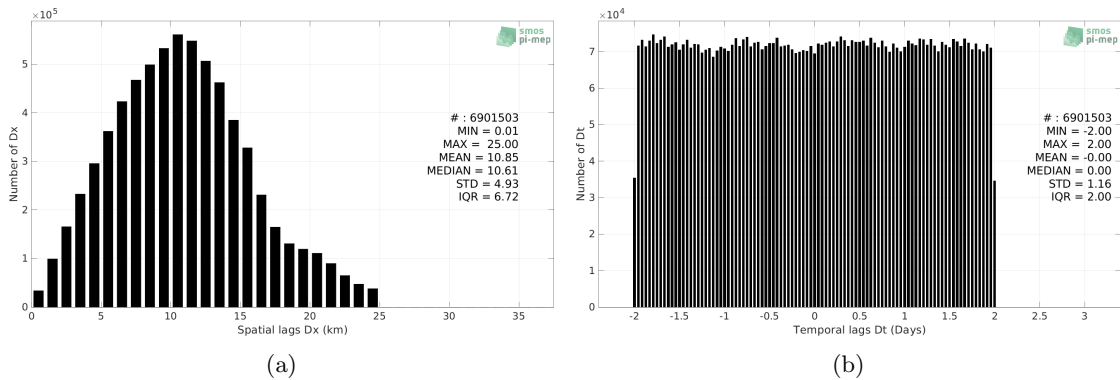 ×10⁵
smos
pi-mep
5
4
3
2
1
0
Number of Dx
# : 6901503
MIN = 0.01
MAX = 25.00
MEAN = 10.85
MEDIAN = 10.61
STD = 4.93
IQR = 6.72
0 5 10 15 20 25 30 35
Spatial lags Dx (km)
(a)
×10⁴
smos
pi-mep
7
6
5
4
3
2
1
0
Number of Dt
# : 6901503
MIN = -2.00
MAX = 2.00
MEAN = -0.00
MEDIAN = 0.00
STD = 1.16
IQR = 2.00
-2 -1.5 -1 -0.5 0 0.5 1 1.5 2 2.5 3
Temporal lags Dt (Days)
(b)